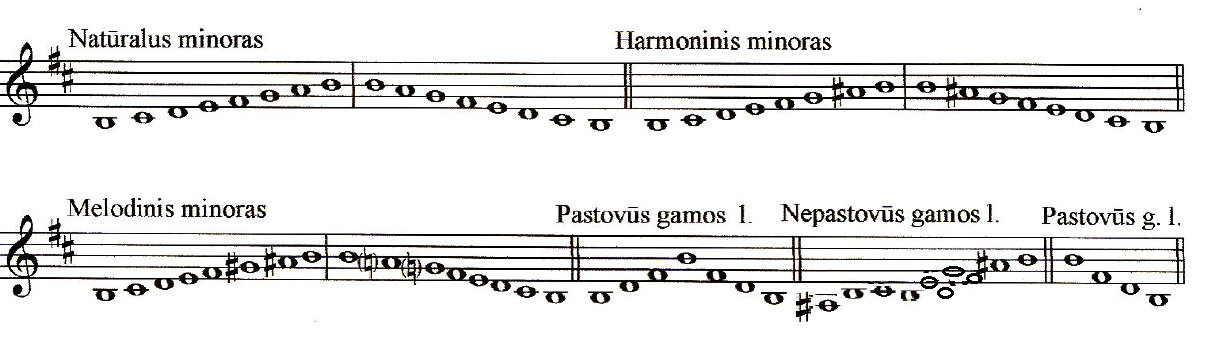 Natūralus minoras Harmoninis minoras
Melodinis minoras Pastovūs gamos l. Nepastovūs gamos l. Pastovūs g. l.